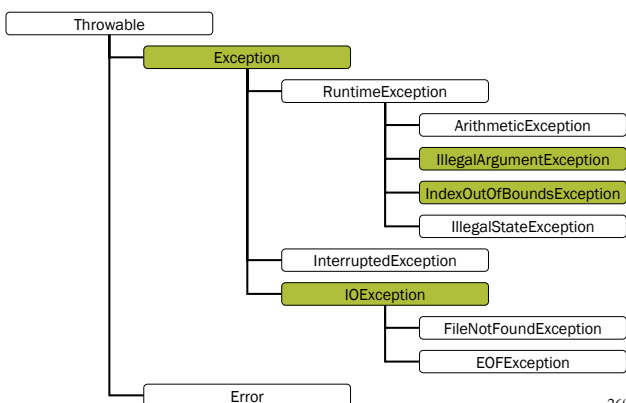 Throwable
Exception
RuntimeException
ArithmeticException
IllegalArgumentException
IndexOutOfBoundsException
IllegalStateException
InterruptedException
IOException
FileNotFoundException
EOFException
Error